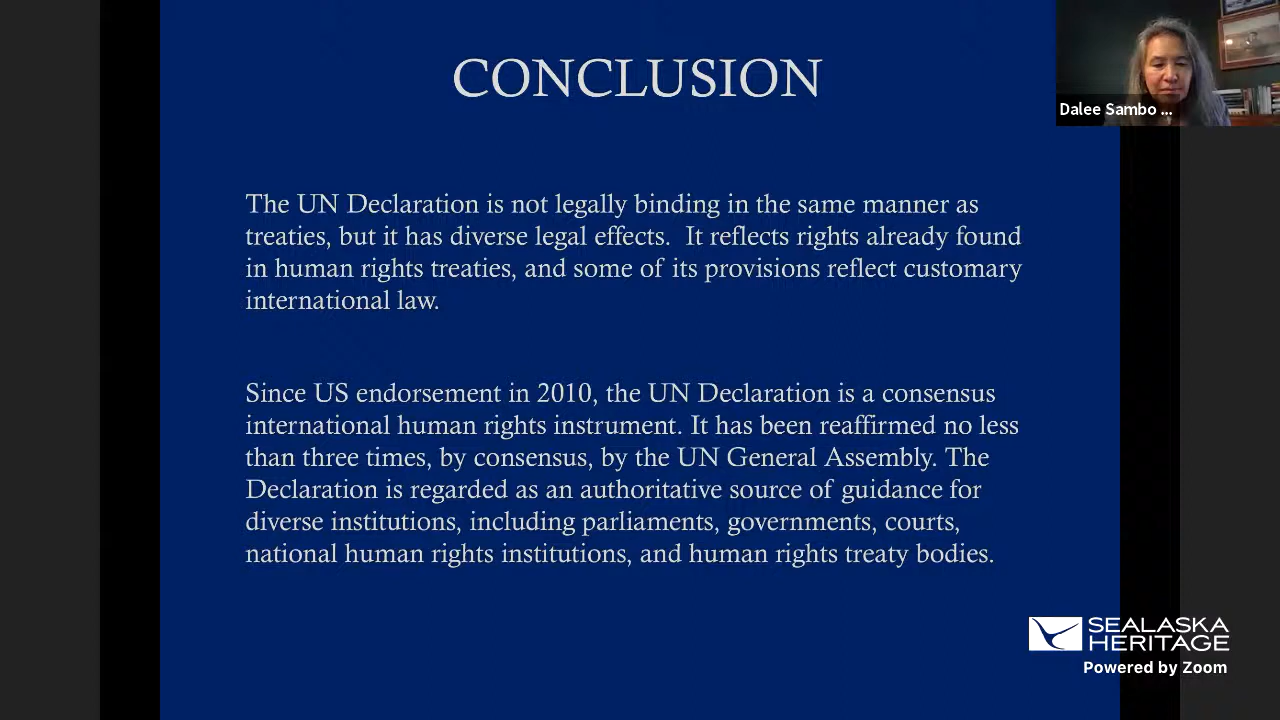 CONCLUSION
Dalee Sambo ...
The UN Declaration is not legally binding in the same manner as
treaties, but it has diverse legal effects.  It reflects rights already found
in human rights treaties, and some of its provisions reflect customary
international law.
Since US endorsement in 2010, the UN Declaration is a consensus
international human rights instrument. It has been reaffirmed no less
than three times, by consensus, by the UN General Assembly. The
Declaration is regarded as an authoritative source of guidance for
diverse institutions, including parliaments, governments, courts,
national human rights institutions, and human rights treaty bodies.
SEALASKA
HERITAGE
Powered by Zoom